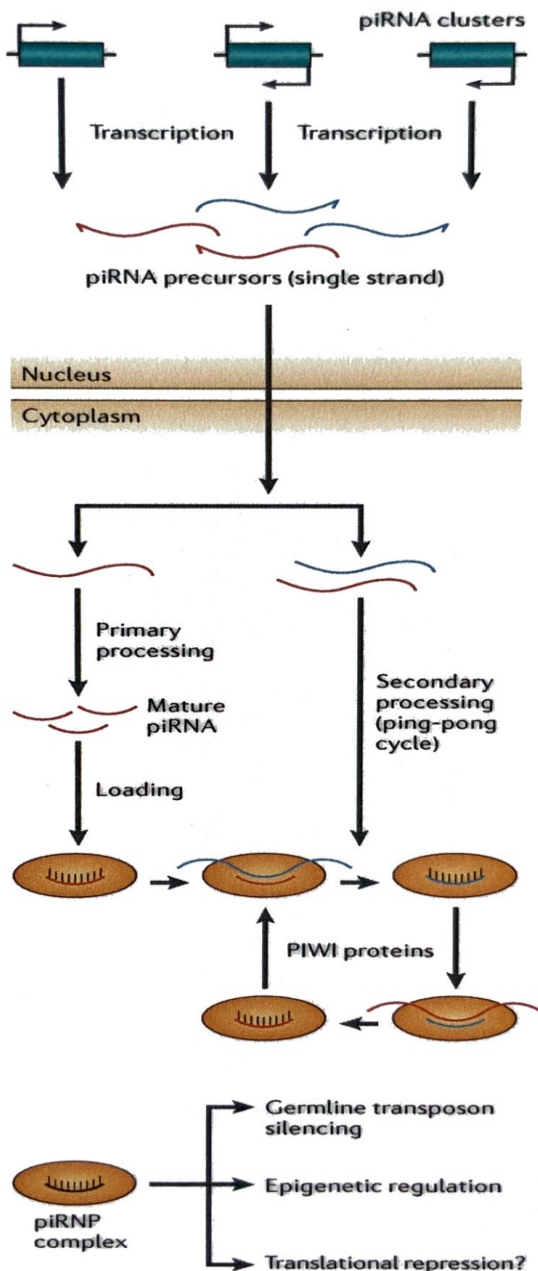 piRNA clusters
Transcription
Transcription
piRNA precursors (single strand)
Nucleus
Cytoplasm
Primary
processing
Mature
piRNA
Secondary
processing
(ping-pong
cycle)
Loading
PIWI proteins
Germline transposon
silencing
Epigenetic regulation
piRNP
complex
Translational repression?